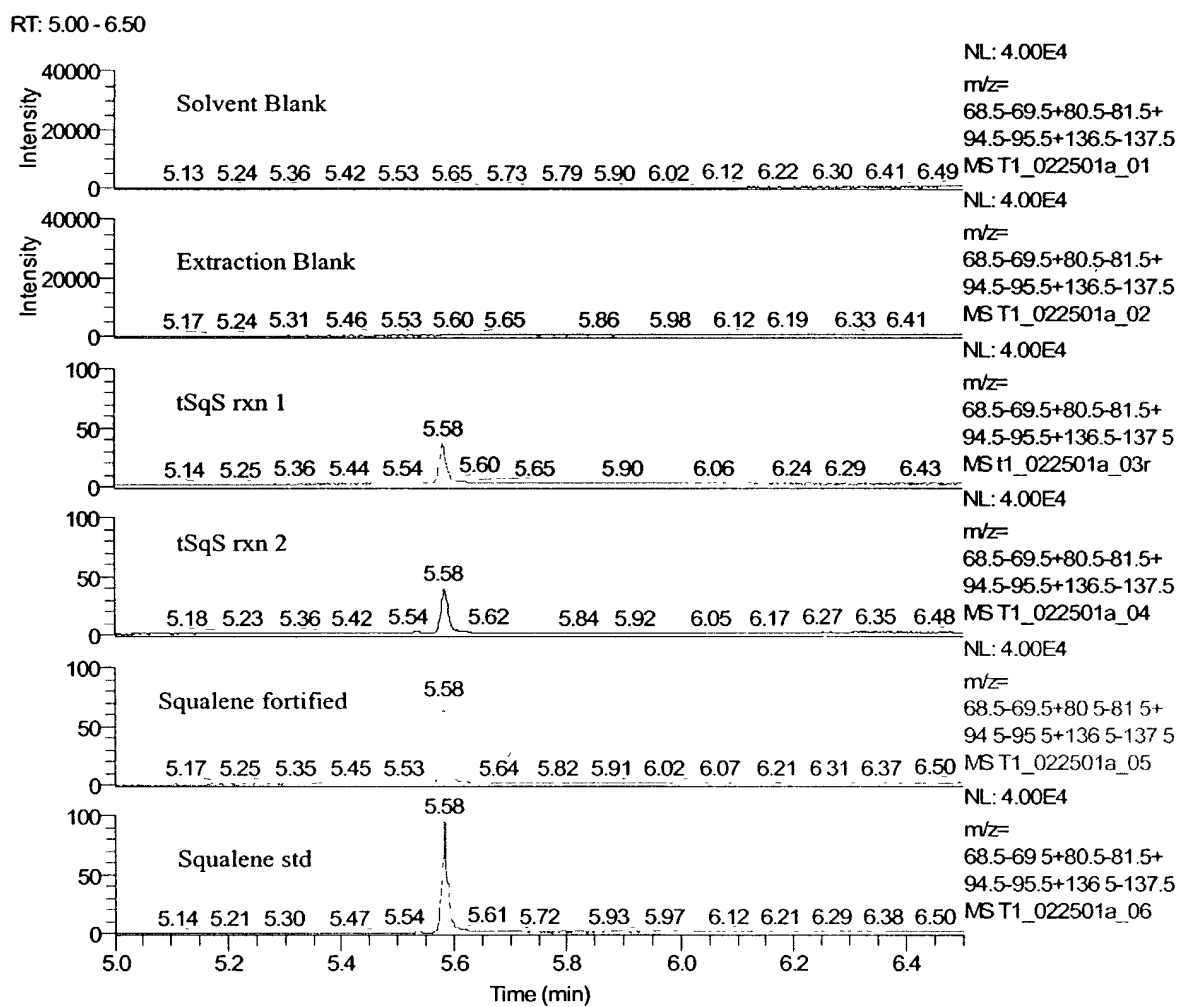 RT: 5.00 - 6.50
NL: 4.00E4
m/z=
68.5-69.5+80.5-81.5+
94.5-95.5+136.5-137.5
MS T1_022501a_01
Intensity
40000
20000
0
Solvent Blank
5.13 5.24 5.36 5.42 5.53 5.65 5.73 5.79 5.90 6.02 6.12 6.22 6.30 6.41 6.49
NL: 4.00E4
m/z=
68.5-69.5+80.5-81.5+
94.5-95.5+136.5-137.5
MS T1_022501a_02
Intensity
40000
20000
0
Extraction Blank
5.17 5.24 5.31 5.46 5.53 5.60 5.65 5.86 5.98 6.12 6.19 6.33 6.41
NL: 4.00E4
m/z=
68.5-69.5+80.5-81.5+
94.5-95.5+136.5-137 5
MS t1_022501a_03r
100
50
0
tSqS rxn 1
5.58
5.14 5.25 5.36 5.44 5.54 5.60 5.65 5.90 6.06 6.24 6.29 6.43
NL: 4.00E4
m/z=
68.5-69.5+80.5-81.5+
94.5-95.5+136.5-137.5
MS T1_022501a_04
100
50
0
tSqS rxn 2
5.58
5.18 5.23 5.36 5.42 5.54 5.62 5.84 5.92 6.05 6.17 6.27 6.35 6.48
NL: 4.00E4
m/z=
68.5-69.5+80 5-81 5+
94 5-95 5+136 5-137 5
MS T1_022501a_05
100
50
0
Squalene fortified
5.58
5.17 5.25 5.35 5.45 5.53 5.64 5.82 5.91 6.02 6.07 6.21 6 31 6.37 6.50
NL: 4.00E4
m/z=
68.5-69 5+80.5-81.5+
94.5-95.5+136 5-137.5
MS T1_022501a_06
100
50
0
Squalene std
5.58
5.14 5.21 5.30 5.47 5.54 5.61 5.72 5.93 5.97 6.12 6.21 6.29 6.38 6.50
5.0 5.2 5.4 5.6 5.8 6.0 6.2 6.4
Time (min)